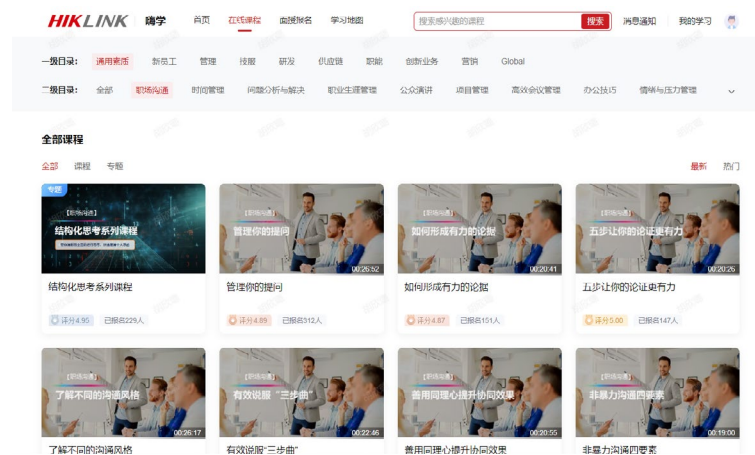 HIKLINK 嗨学 首页 在线课程 面授报名 学习地图 搜索感兴趣的课程 搜索 消息通知 我的学习
一级目录: 通用素质 新员工 管理 技服 研发 供应链 职能 创新业务 营销 Global
二级目录: 全部 职场沟通 时间管理 问题分析与解决 职业生涯管理 公众演讲 项目管理 高效会议管理 办公技巧 情绪与压力管理
全部课程
全部 课程 专题 最新 热门
专题
【职场沟通】
结构化思考系列课程
【职场沟通】
管理你的提问
00:26:52
【职场沟通】
如何形成有力的论据
00:20:41
【职场沟通】
五步让你的论证更有力
00:20:26
结构化思考系列课程 管理你的提问 如何形成有力的论据 五步让你的论证更有力
评分4.95 已报名229人 评分4.89 已报名312人 评分4.87 已报名151人 评分5.00 已报名147人
【职场沟通】
了解不同的沟通风格
00:26:17
【职场沟通】
有效说服“三步曲”
00:22:46
【职场沟通】
善用同理心提升协同效果
00:20:55
【职场沟通】
非暴力沟通四要素
00:19:00
了解不同的沟通风格 有效说服“三步曲” 善用同理心提升协同效果 非暴力沟通四要素